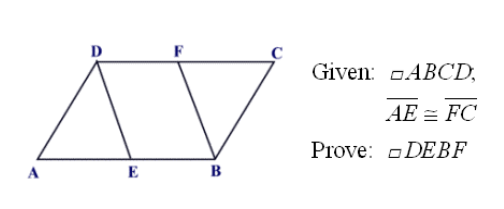 D F C
Given: ▱ABCD;
AE ≅ FC
Prove: ▱DEBF
A E B